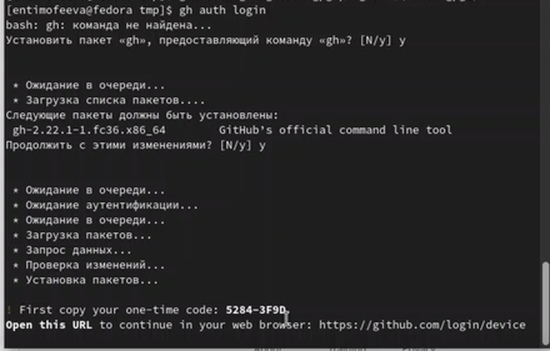 [entimofeeva@fedora tmp]$ gh auth login
bash: gh: команда не найдена...
Установить пакет «gh», предоставляющий команду «gh»? [N/y] y
* Ожидание в очереди...
* Загрузка списка пакетов....
Следующие пакеты должны быть установлены:
gh-2.22.1-1.fc36.x86_64 GitHub's official command line tool
Продолжить с этими изменениями? [N/y] y
* Ожидание в очереди...
* Ожидание аутентификации...
* Ожидание в очереди...
* Загрузка пакетов...
* Запрос данных...
* Проверка изменений...
* Установка пакетов...
! First copy your one-time code: 5284-3F9D
Open this URL to continue in your web browser: https://github.com/login/device